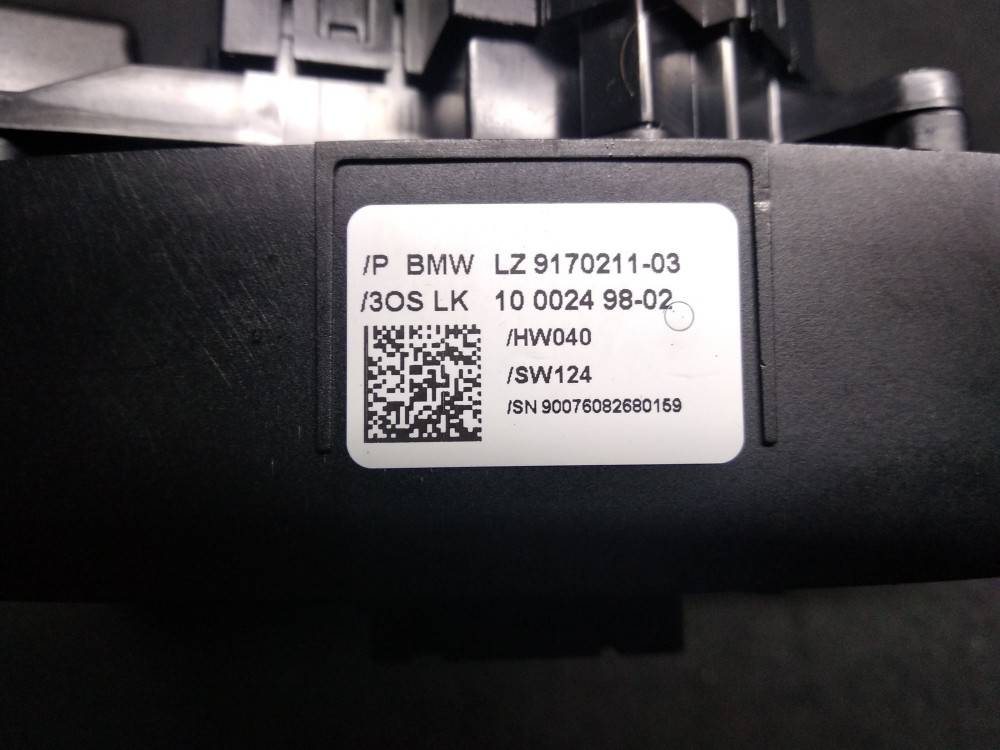 /P BMW LZ 9170211-03
/3OS LK 10 0024 98-02
/HW040
/SW124
/SN 90076082680159